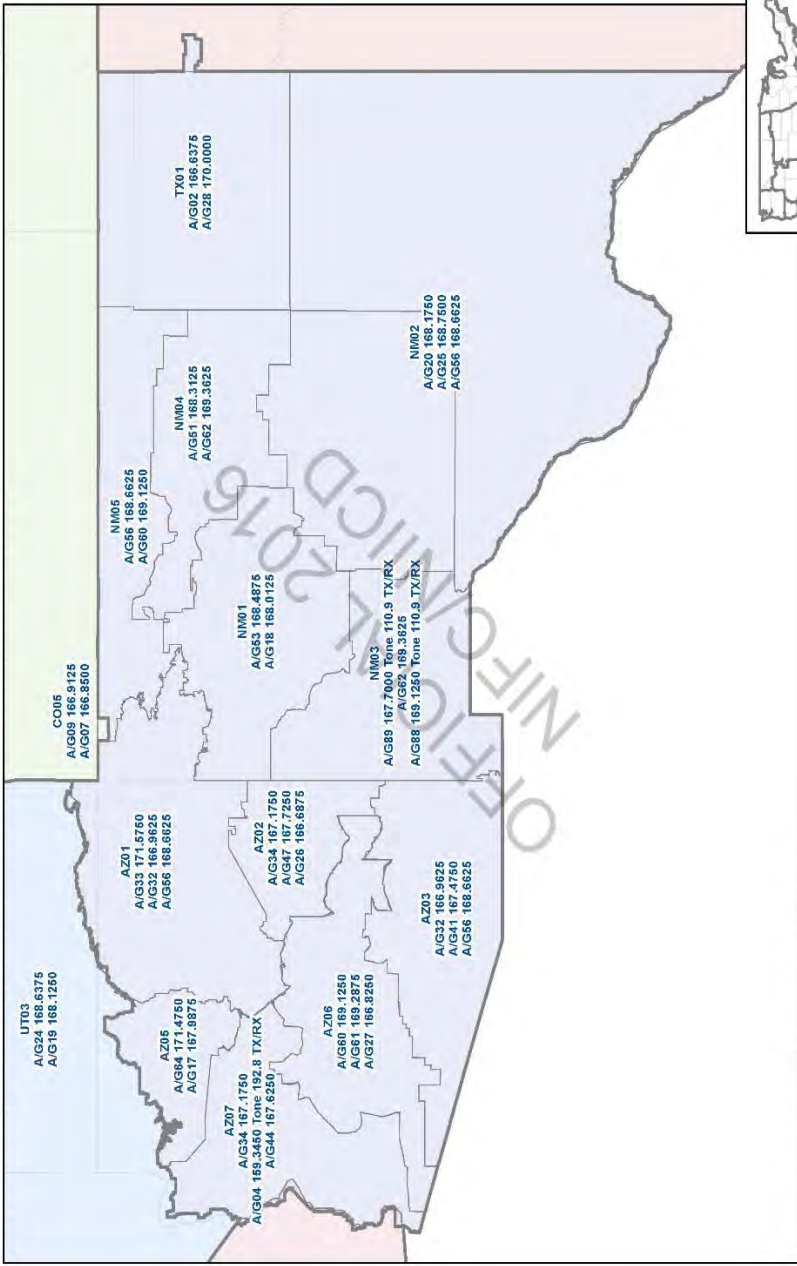 UT03
A/G24 168.6375
A/G19 168.1250
CO05
A/G09 166.9125
A/G07 166.8500
AZ05
A/G64 171.4750
A/G17 167.9875
AZ01
A/G33 171.5750
A/G32 166.9625
A/G56 168.6625
NM05
A/G56 168.6625
A/G60 169.1250
TX01
A/G02 166.6375
A/G28 170.0000
AZ07
A/G34 167.1750
A/G04 159.3450 Tone 192.8 TX/RX
A/G44 167.6250
AZ02
A/G34 167.1750
A/G47 167.7250
A/G26 166.6875
NM01
A/G53 168.4875
A/G18 168.0125
NM04
A/G51 168.3125
A/G62 169.3625
AZ06
A/G60 169.1250
A/G61 169.2875
A/G27 166.8250
AZ03
A/G32 166.9625
A/G41 167.4750
A/G56 168.6625
NM03
A/G89 167.7000 Tone 110.9 TX/RX
A/G62 169.3625
A/G88 169.1250 Tone 110.9 TX/RX
NM02
A/G20 168.1750
A/G25 168.7500
A/G56 168.6625
OFFICIAL 2016
NIFC/NICD